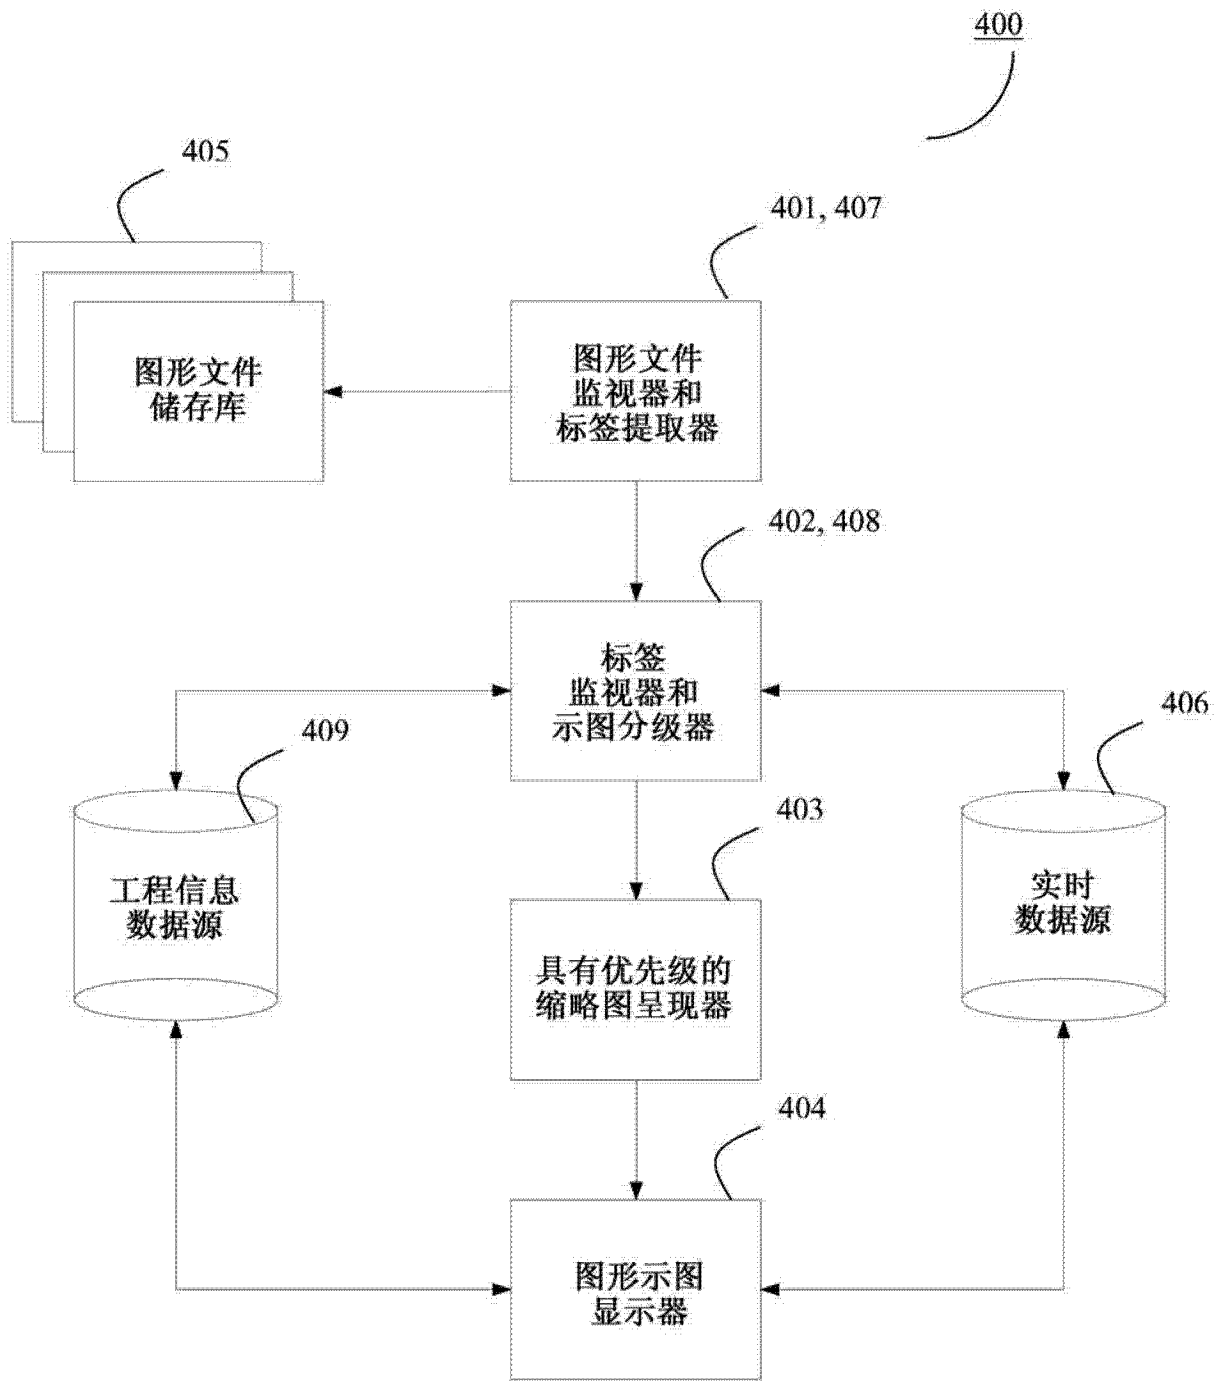 400
405
401, 407
图形文件
储存库
图形文件
监视器和
标签提取器
402, 408
标签
监视器和
示图分级器
409
406
403
工程信息
数据源
实时
数据源
具有优先级的
缩略图呈现器
404
图形示图
显示器